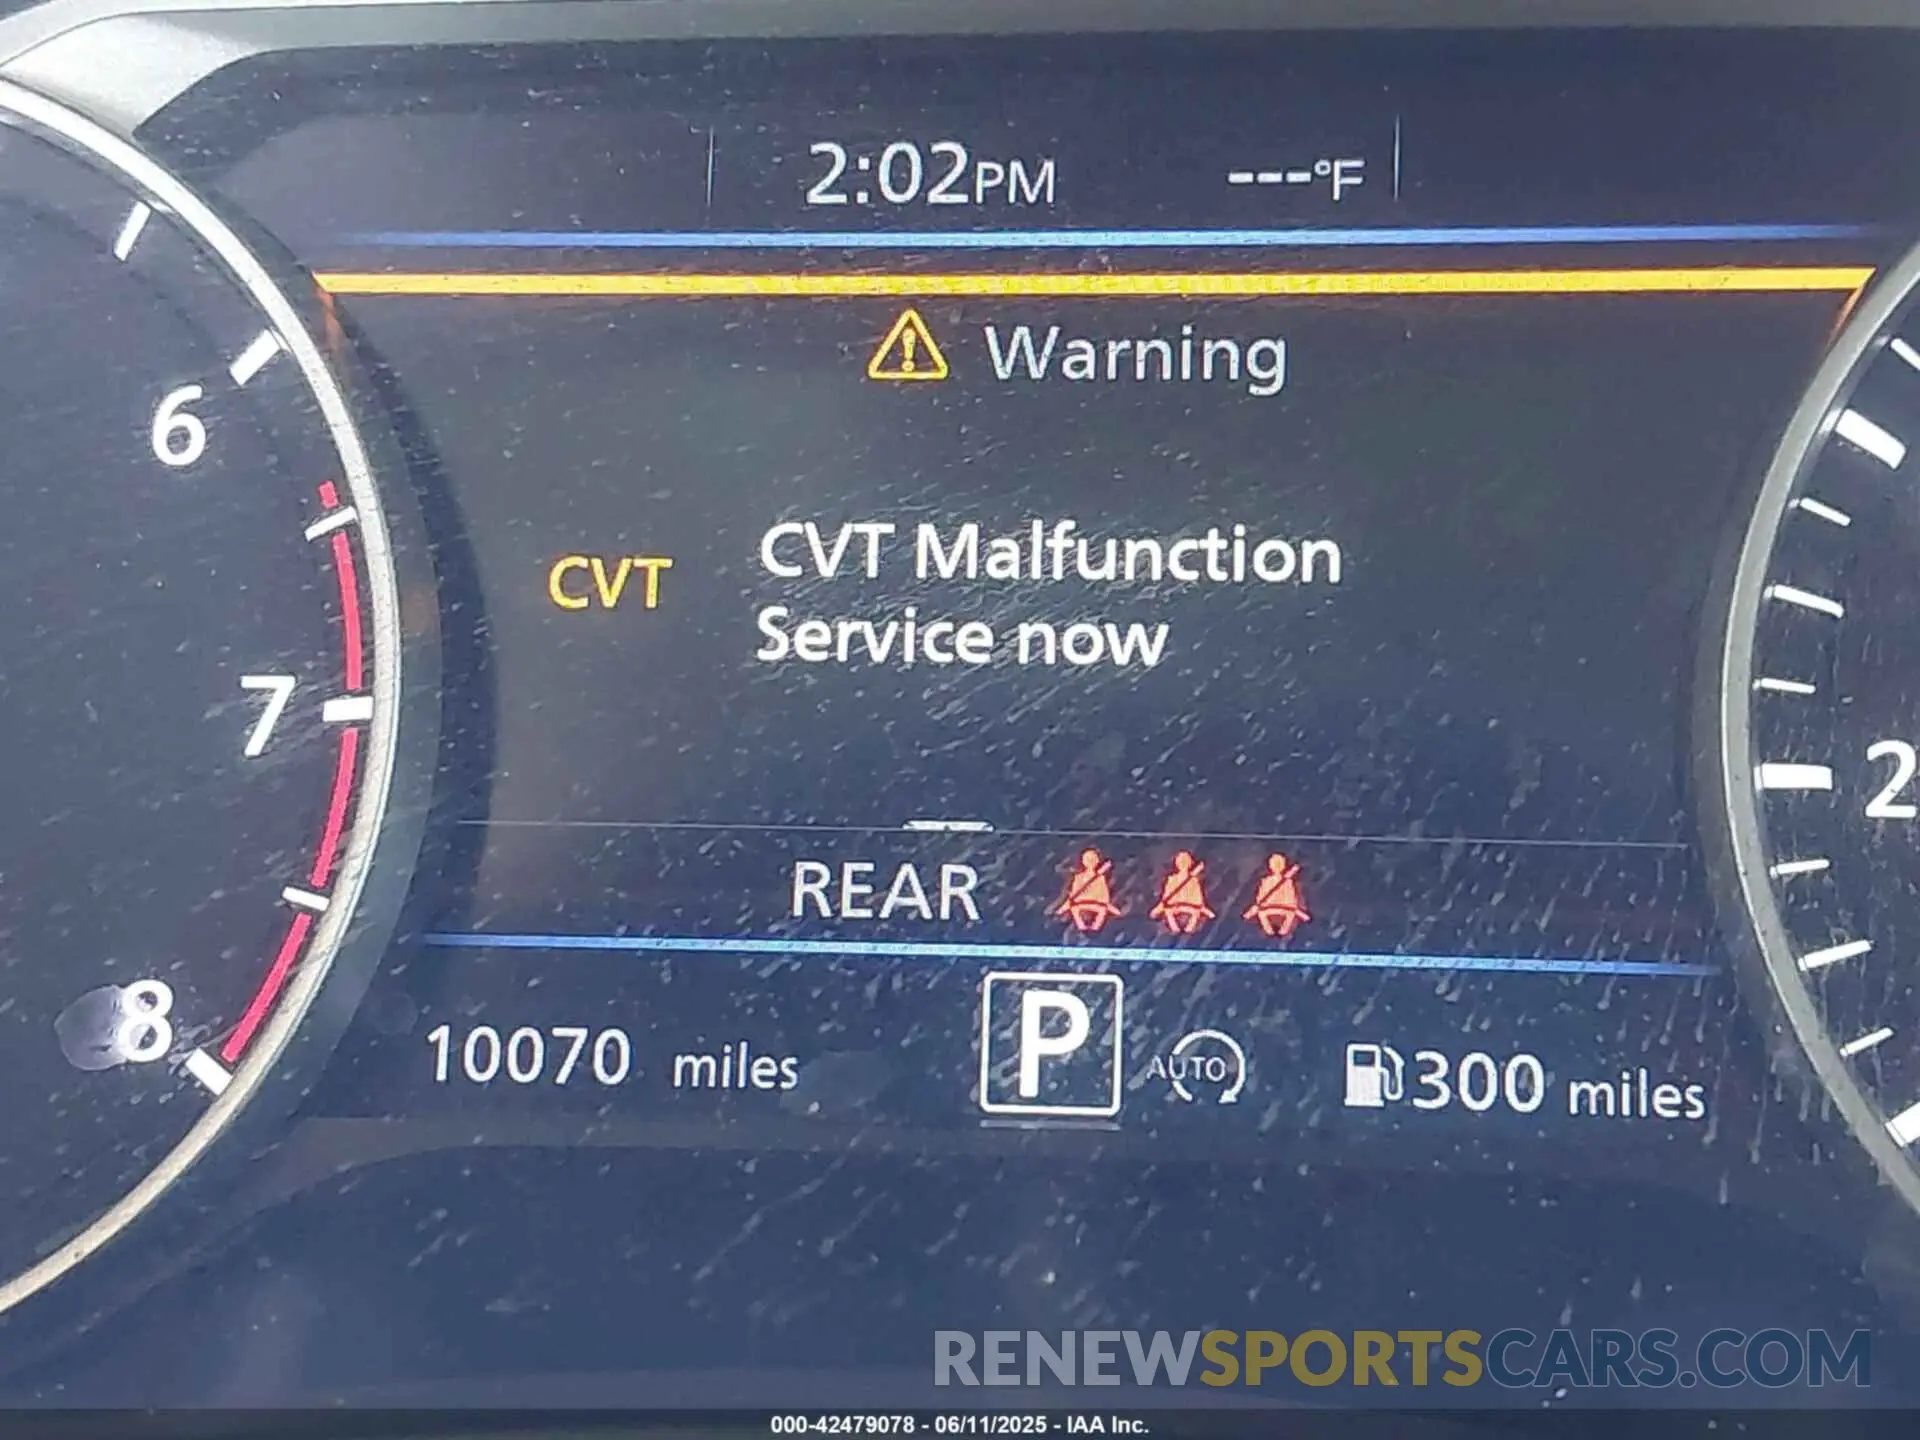 2:02PM ---°F
Warning
CVT CVT Malfunction
Service now
REAR
10070 miles P AUTO 300 miles
6
7
8
2
RENEWSPORTSCARS.COM
000-42479078 - 06/11/2025 - IAA Inc.